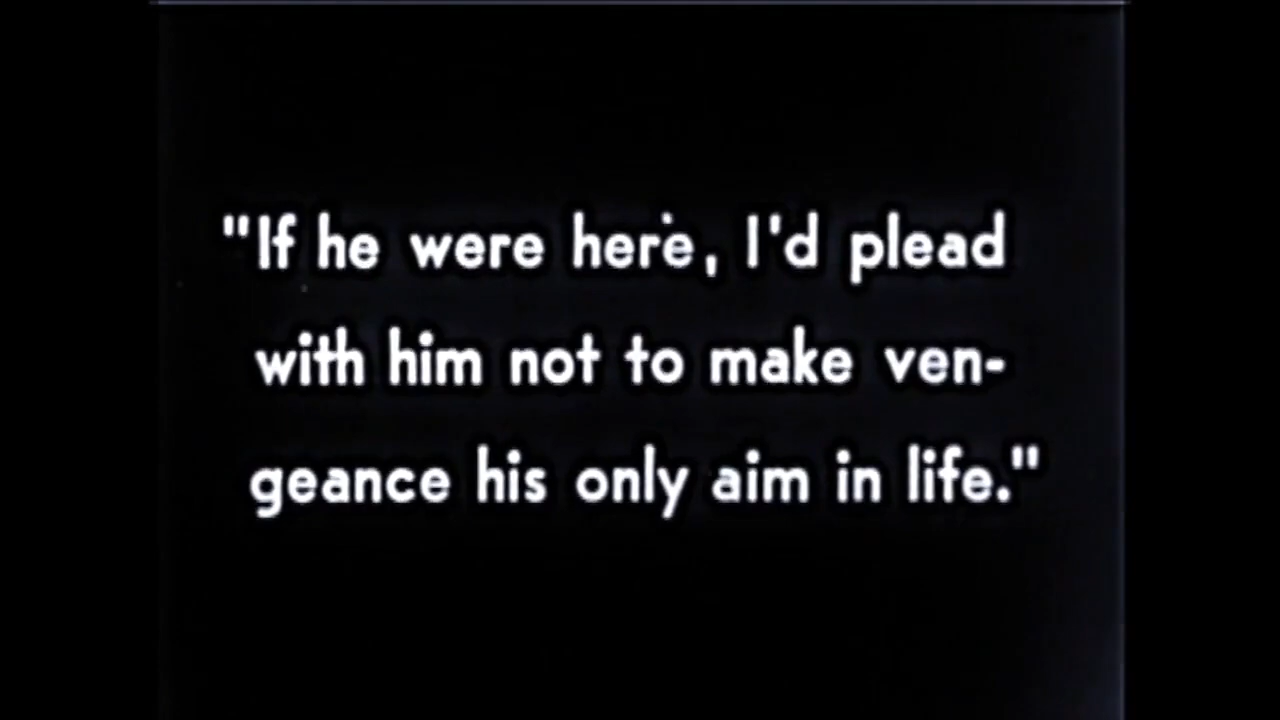 "If he were here, I'd plead
with him not to make ven-
geance his only aim in life."